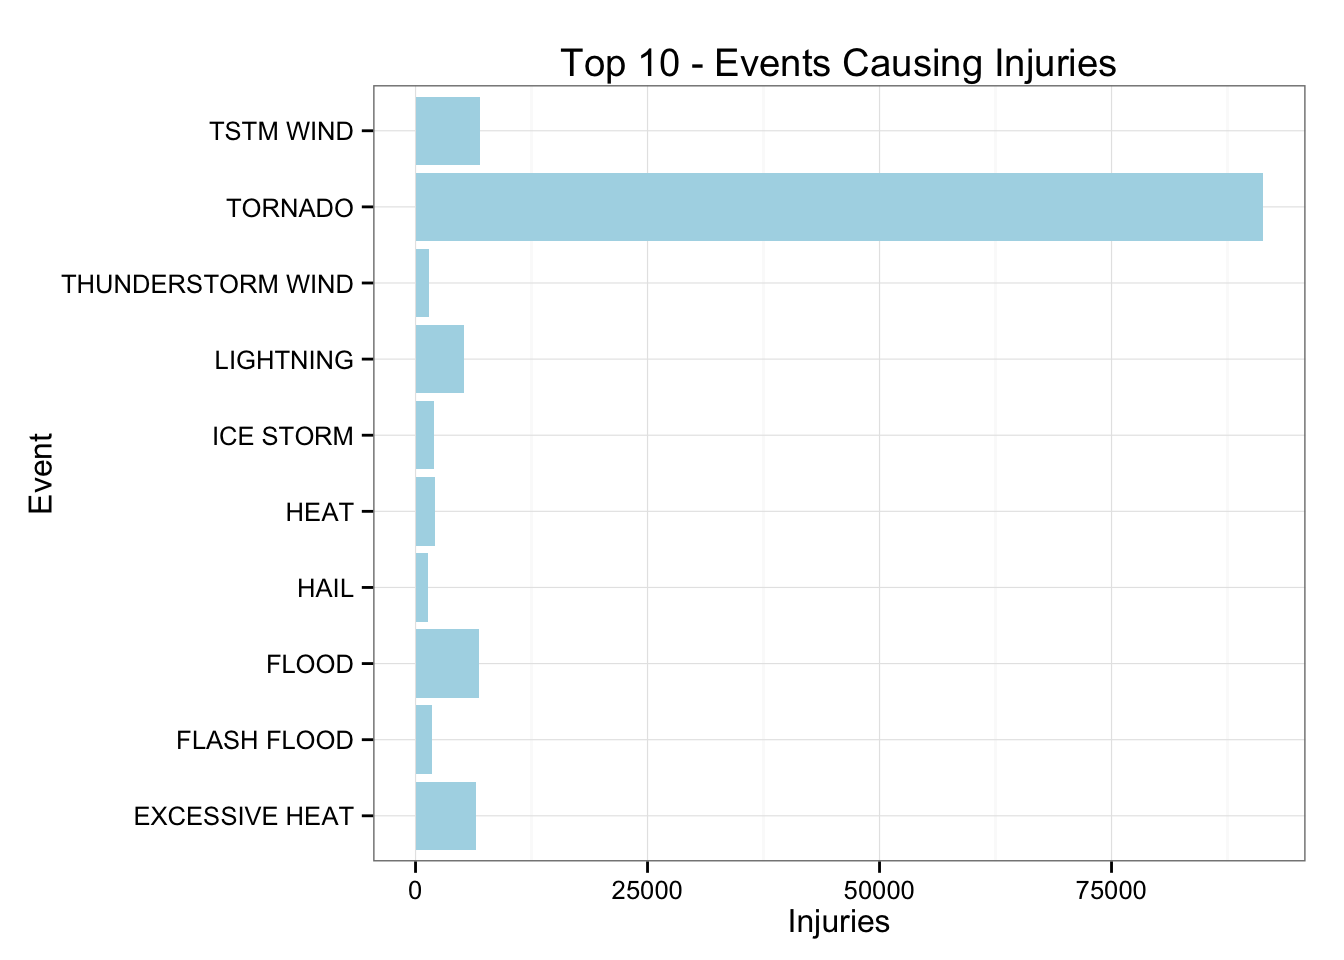 Top 10 - Events Causing Injuries
TSTM WIND
TORNADO
THUNDERSTORM WIND
LIGHTNING
ICE STORM
HEAT
HAIL
FLOOD
FLASH FLOOD
EXCESSIVE HEAT
Event
0 25000 50000 75000
Injuries